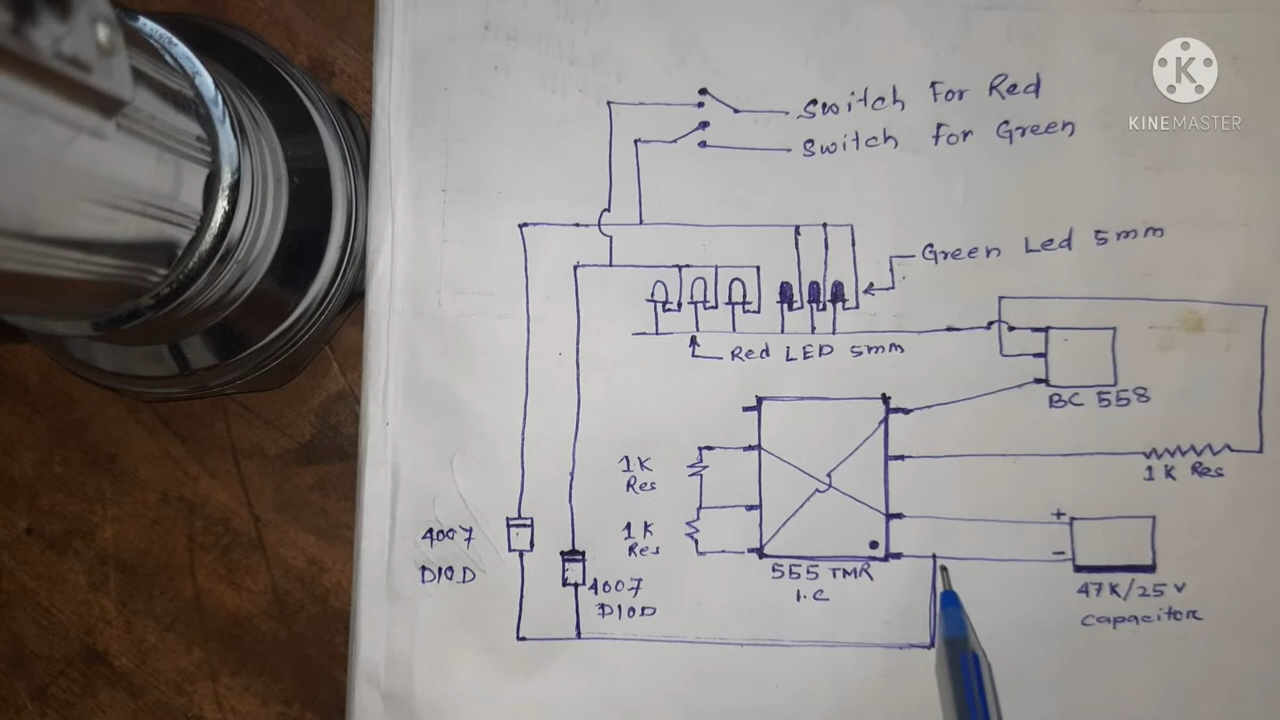 Switch For Red
Switch for Green
K
KINEMASTER
Green Led 5mm
Red LED 5mm
BC 558
1K
Res
1K Res
1K
Res
+
-
4007
DIOD
4007
DIOD
555 TMR
I.C
47K/25V
capacitor